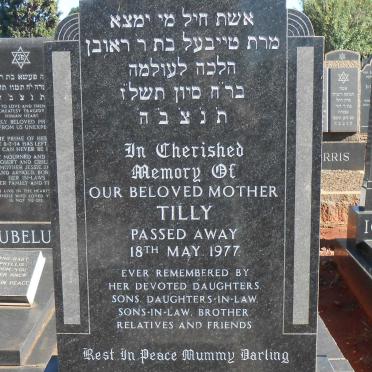 אשת חיל מי ימצא
מרת טייבעל בת ר ראובן
הלכה לעולמה
בר״ח סיון תשל״ז
ת נ צ ב ה
In Cherished
Memory Of
OUR BELOVED MOTHER
TILLY
PASSED AWAY
18TH MAY 1977
EVER REMEMBERED BY
HER DEVOTED DAUGHTERS
SONS, DAUGHTERS-IN-LAW
SONS-IN-LAW, BROTHER
RELATIVES AND FRIENDS
Rest In Peace Mummy Darling
UBELU
RRIS